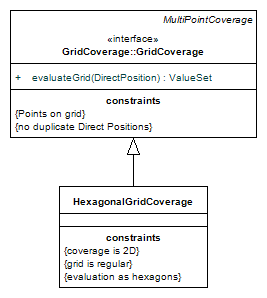 MultiPointCoverage
«interface»
GridCoverage::GridCoverage
+ evaluateGrid(DirectPosition) : ValueSet
constraints
{Points on grid}
{no duplicate Direct Positions}
HexagonalGridCoverage
constraints
{coverage is 2D}
{grid is regular}
{evaluation as hexagons}